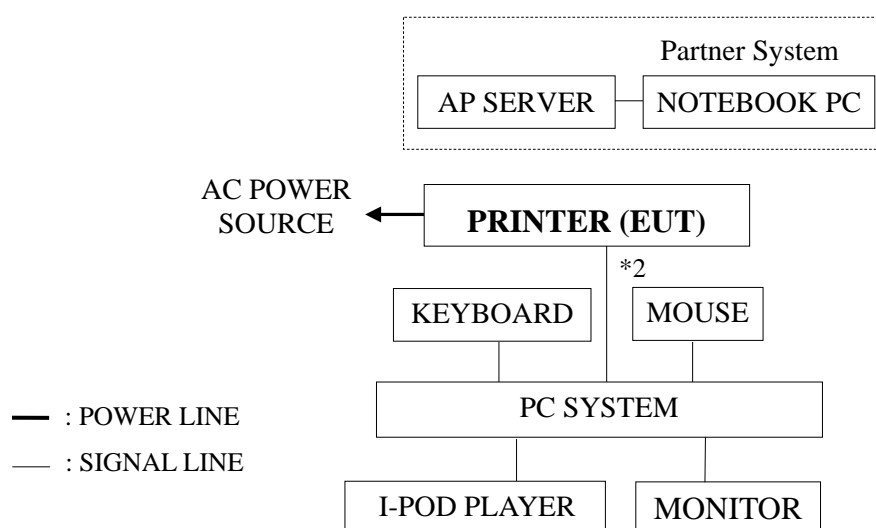 Partner System
AP SERVER
NOTEBOOK PC
AC POWER
SOURCE
PRINTER (EUT)
*2
KEYBOARD
MOUSE
PC SYSTEM
: POWER LINE
: SIGNAL LINE
I-POD PLAYER
MONITOR